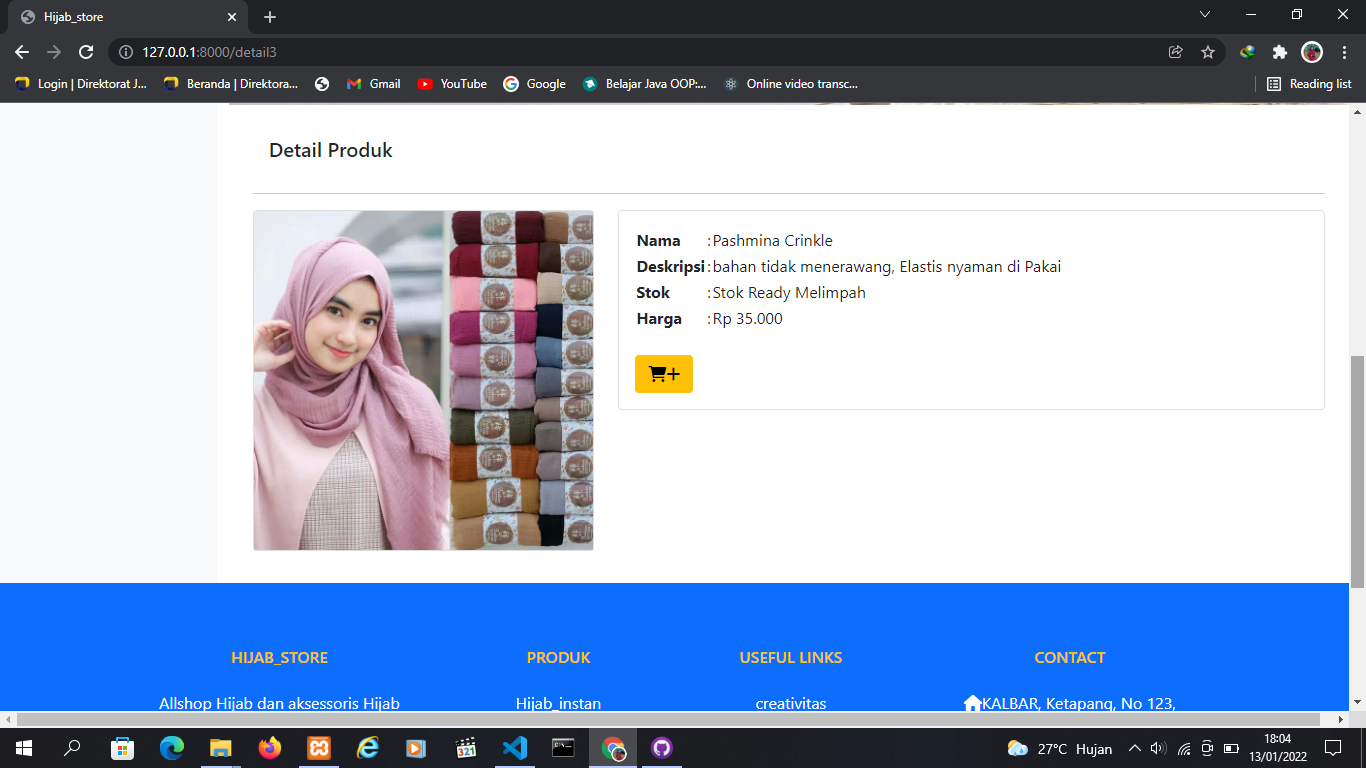 Hijab_store
127.0.0.1:8000/detail3
Login | Direktorat J...
Beranda | Direktora...
Gmail
YouTube
Google
Belajar Java OOP:...
Online video transc...
Reading list
Detail Produk
Nama :Pashmina Crinkle
Deskripsi :bahan tidak menerawang, Elastis nyaman di Pakai
Stok :Stok Ready Melimpah
Harga :Rp 35.000
HIJAB_STORE
PRODUK
USEFUL LINKS
CONTACT
Allshop Hijab dan aksessoris Hijab
Hijab_instan
creativitas
KALBAR, Ketapang, No 123,
321
27°C Hujan
18:04
13/01/2022